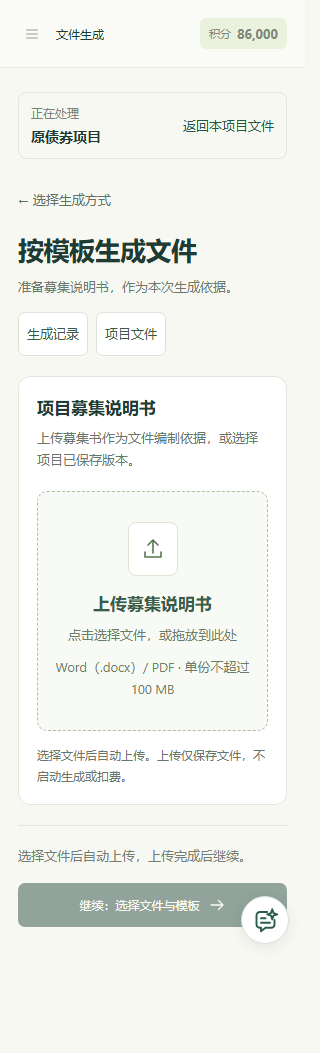 文件生成
积分 86,000
正在处理
原债券项目
返回本项目文件
← 选择生成方式
按模板生成文件
准备募集说明书，作为本次生成依据。
生成记录
项目文件
项目募集说明书
上传募集书作为文件编制依据，或选择
项目已保存版本。
上传募集说明书
点击选择文件，或拖放到此处
Word（.docx）/ PDF · 单份不超过
100 MB
选择文件后自动上传。上传仅保存文件，不
启动生成或扣费。
选择文件后自动上传，上传完成后继续。
继续：选择文件与模板 →